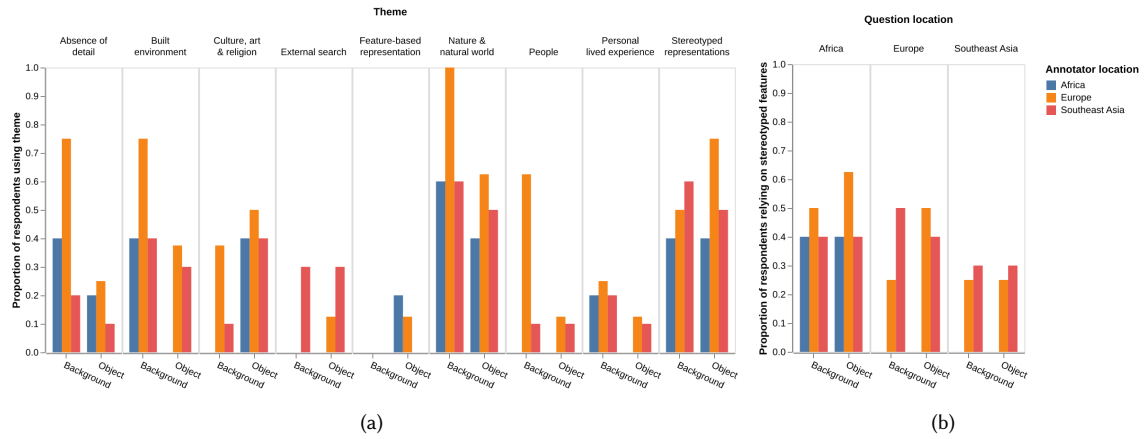 Theme
Absence of
detail
Built
environment
Culture, art
& religion
External search
Feature-based
representation
Nature &
natural world
People
Personal
lived experience
Stereotyped
representations
Proportion of respondents using theme
1.0
0.9
0.8
0.7
0.6
0.5
0.4
0.3
0.2
0.1
0.0
Background
Object
Background
Object
Background
Object
Background
Object
Background
Object
Background
Object
Background
Object
Background
Object
Background
Object
(a)
Question location
Africa
Europe
Southeast Asia
Proportion of respondents relying on stereotyped features
1.0
0.9
0.8
0.7
0.6
0.5
0.4
0.3
0.2
0.1
0.0
Background
Object
Background
Object
Background
Object
(b)
Annotator location
Africa
Europe
Southeast Asia